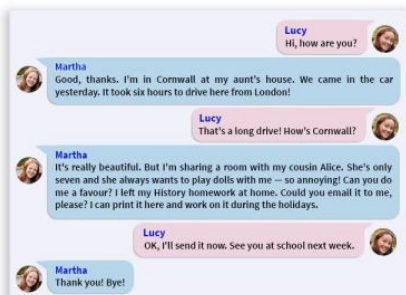 Lucy
Hi, how are you?
Martha
Good, thanks. I'm in Cornwall at my aunt's house. We came in the car
yesterday. It took six hours to drive here from London!
Lucy
That's a long drive! How's Cornwall?
Martha
It's really beautiful. But I'm sharing a room with my cousin Alice. She's only
seven and she always wants to play dolls with me — so annoying! Can you do
me a favour? I left my History homework at home. Could you email it to me,
please? I can print it here and work on it during the holidays.
Lucy
OK, I'll send it now. See you at school next week.
Martha
Thank you! Bye!